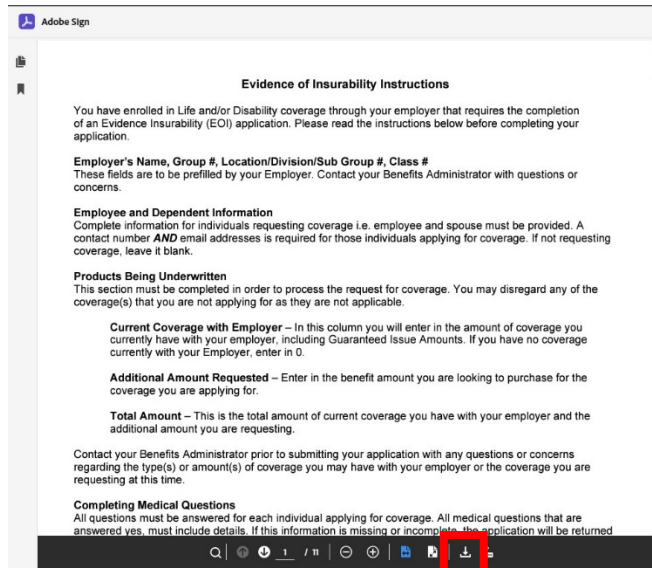 Adobe Sign
Evidence of Insurability Instructions
You have enrolled in Life and/or Disability coverage through your employer that requires the completion
of an Evidence Insurability (EOI) application. Please read the instructions below before completing your
application.
Employer's Name, Group #, Location/Division/Sub Group #, Class #
These fields are to be prefilled by your Employer. Contact your Benefits Administrator with questions or
concerns.
Employee and Dependent Information
Complete information for individuals requesting coverage i.e. employee and spouse must be provided. A
contact number AND email addresses is required for those individuals applying for coverage. If not requesting
coverage, leave it blank.
Products Being Underwritten
This section must be completed in order to process the request for coverage. You may disregard any of the
coverage(s) that you are not applying for as they are not applicable.
Current Coverage with Employer – In this column you will enter in the amount of coverage you
currently have with your employer, including Guaranteed Issue Amounts. If you have no coverage
currently with your Employer, enter in 0.
Additional Amount Requested – Enter in the benefit amount you are looking to purchase for the
coverage you are applying for.
Total Amount – This is the total amount of current coverage you have with your employer and the
additional amount you are requesting.
Contact your Benefits Administrator prior to submitting your application with any questions or concerns
regarding the type(s) or amount(s) of coverage you may have with your employer or the coverage you are
requesting at this time.
Completing Medical Questions
All questions must be answered for each individual applying for coverage. All medical questions that are
answered yes, must include details. If this information is missing or incomplete, the application will be returned
1 / 11